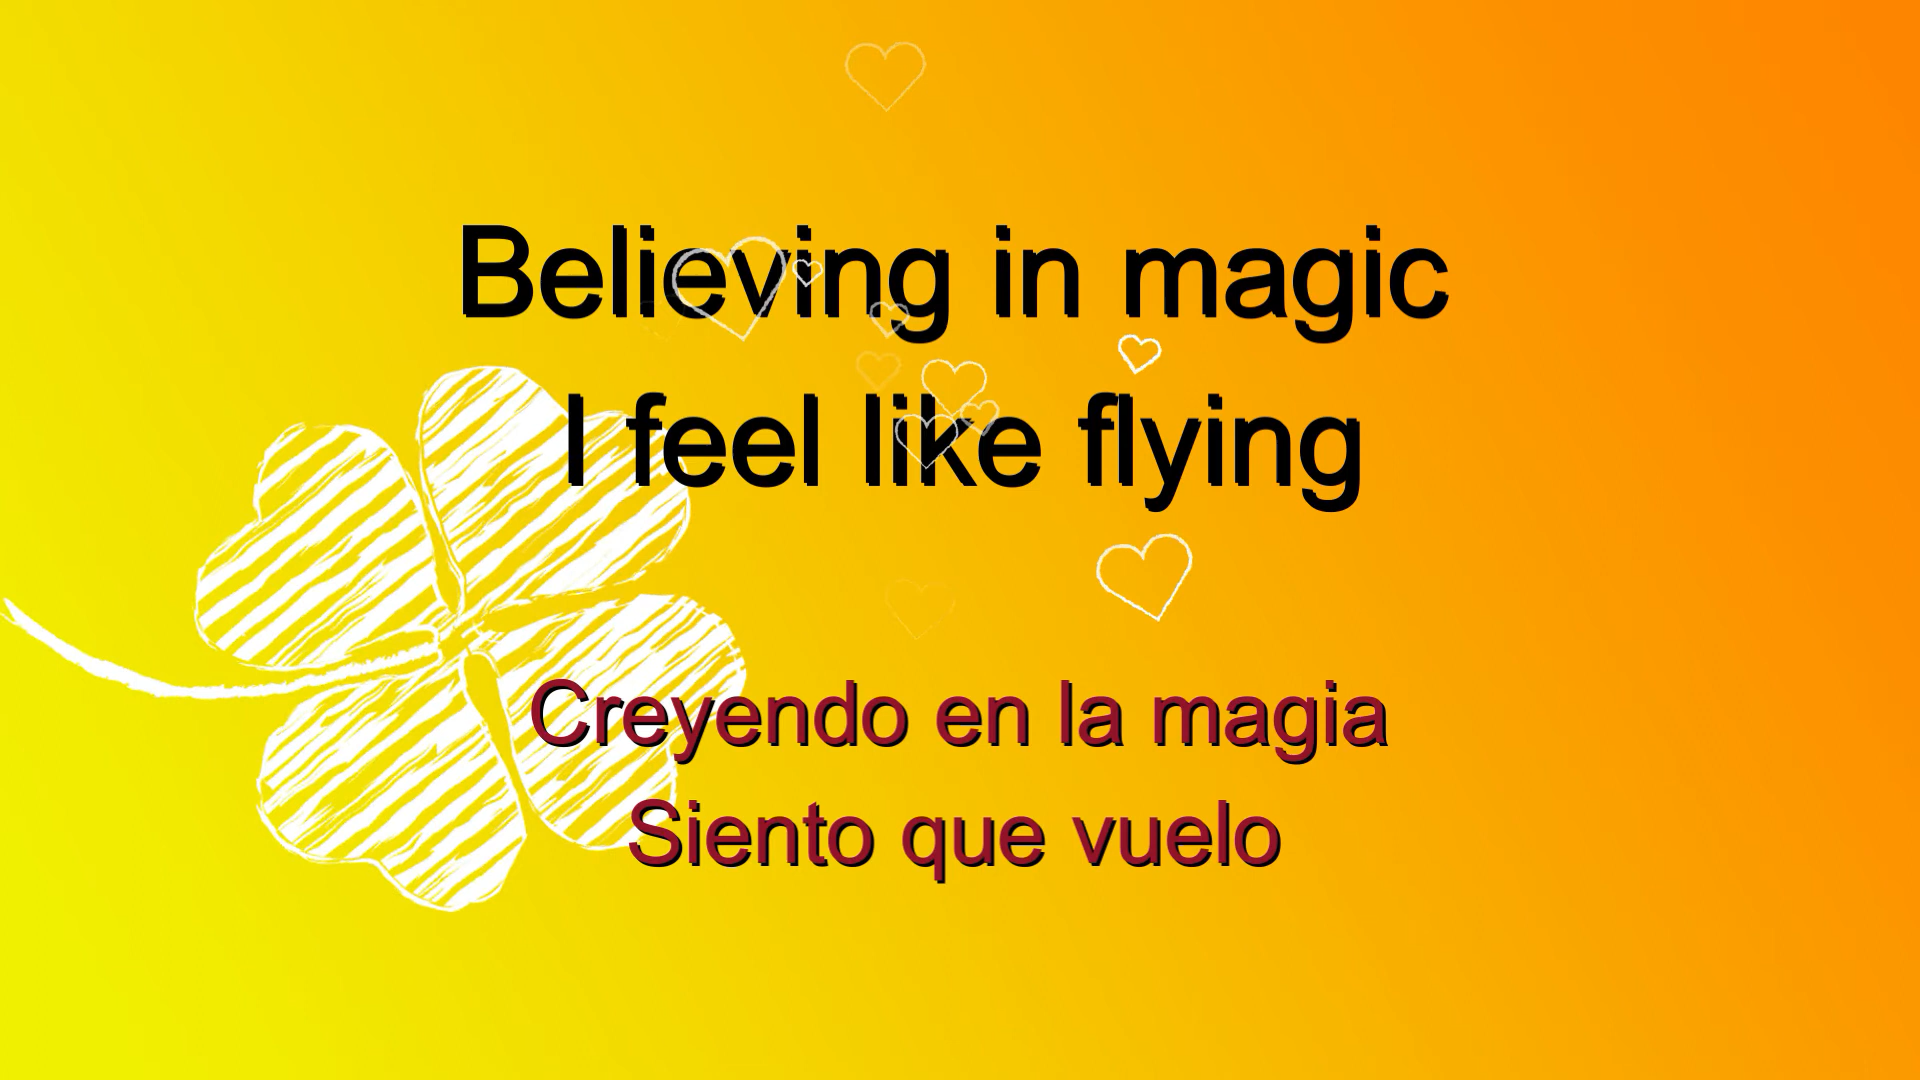 Believing in magic
I feel like flying
Creyendo en la magia
Siento que vuelo